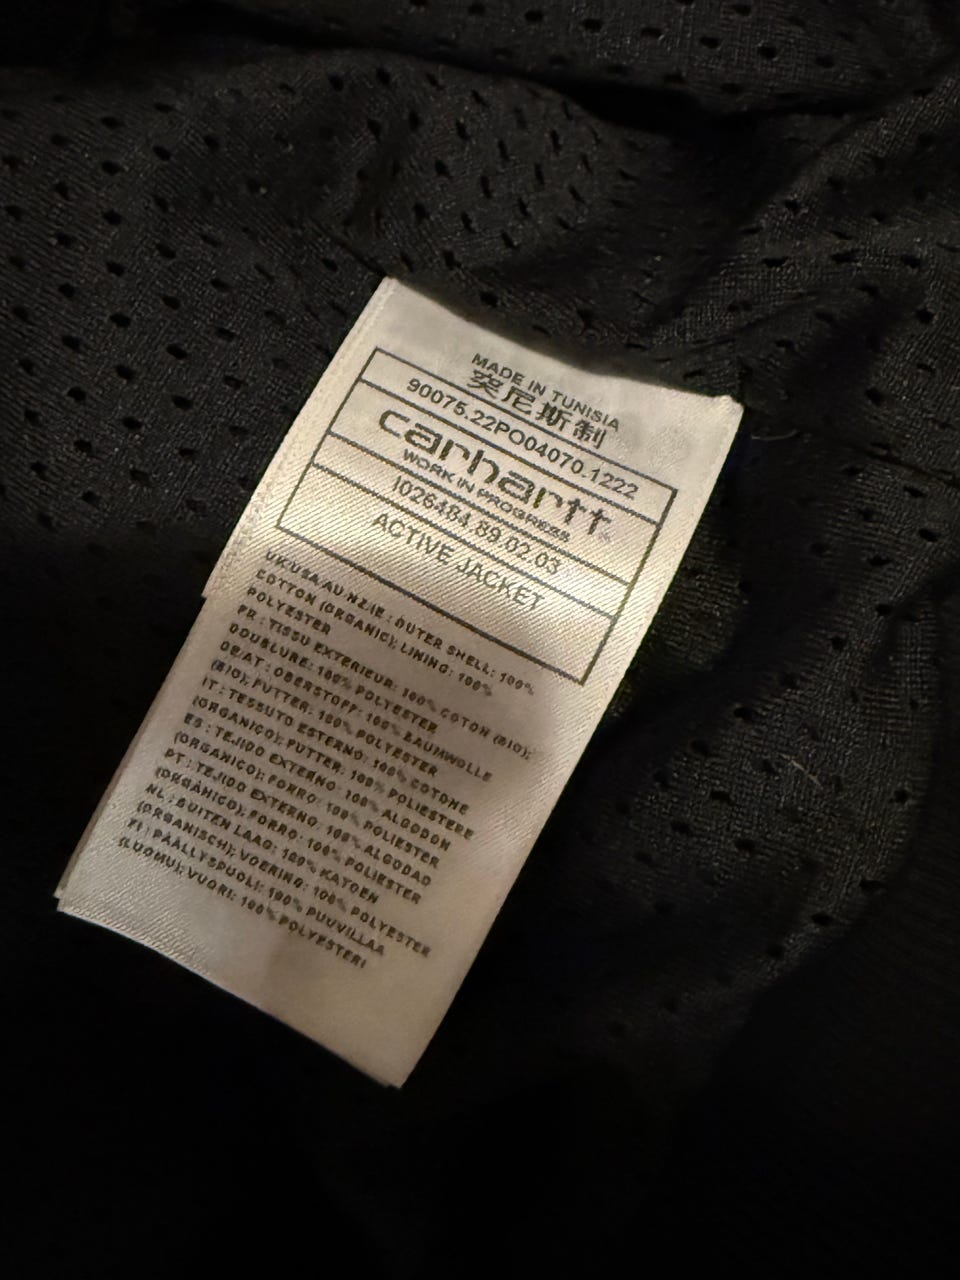 MADE IN TUNISIA
突尼斯制
90075.22PO04070.1222
carhartt
WORK IN PROGRESS
I026484.89.02.03
ACTIVE JACKET
UK/USA/AU/NZ/IE : OUTER SHELL: 100%
COTTON (ORGANIC); LINING: 100%
POLYESTER
FR : TISSU EXTERIEUR: 100% COTON (BIO);
DOUBLURE: 100% POLYESTER
DE/AT : OBERSTOFF: 100% BAUMWOLLE
(BIO); FUTTER: 100% POLYESTER
IT : TESSUTO ESTERNO: 100% COTONE
(ORGANICO); FUTTER: 100% POLIESTERE
ES : TEJIDO EXTERNO: 100% ALGODON
(ORGANICO); FORRO: 100% POLIESTER
PT : TEJIDO EXTERNO: 100% ALGODAO
(ORGÂNICO); FORRO: 100% POLIESTER
NL : BUITEN LAAG: 100% KATOEN
(ORGANISCH); VOERING: 100% POLYESTER
FI : PÄÄLLYSPUOLI: 100% PUUVILLAA
(LUOMU); VUORI: 100% POLYESTERI